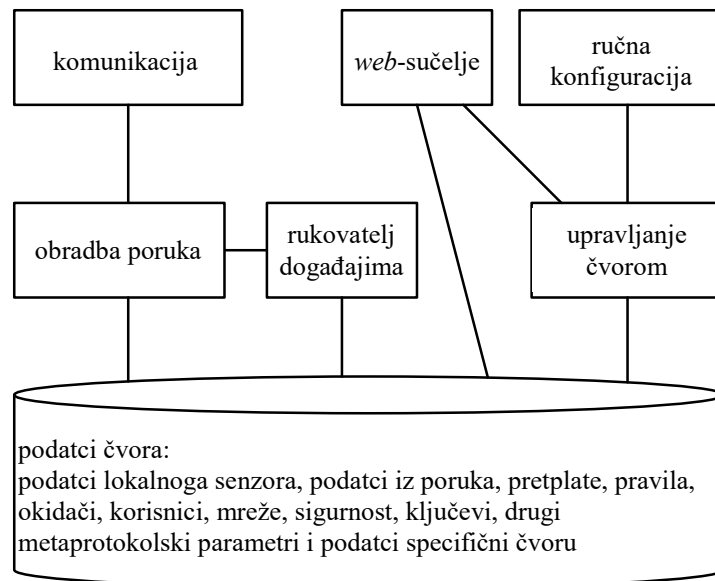 komunikacija
web-sučelje
ručna
konfiguracija
obradba poruka
rukovatelj
događajima
upravljanje
čvorom
podatci čvora:
podatci lokalnoga senzora, podatci iz poruka, pretplate, pravila,
okidači, korisnici, mreže, sigurnost, ključevi, drugi
metaprotokolski parametri i podatci specifični čvoru